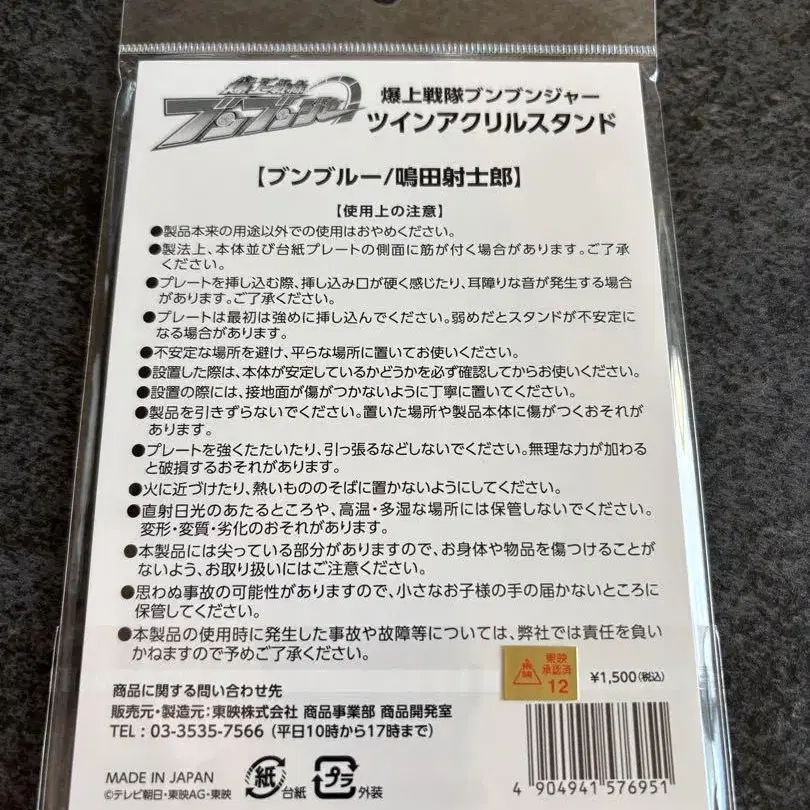 爆上戦隊
ブンブンジャー
爆上戦隊ブンブンジャー
ツインアクリルスタンド
【ブンブルー/鳴田射士郎】
【使用上の注意】
●製品本来の用途以外での使用はおやめください。
●製法上、本体並び台紙プレートの側面に筋が付く場合があります。ご了承
ください。
●プレートを挿し込む際、挿し込み口が硬く感じたり、耳障りな音が発生する場合
があります。ご了承ください。
●プレートは最初は強めに挿し込んでください。弱めだとスタンドが不安定に
なる場合があります。
●不安定な場所を避け、平らな場所に置いてお使いください。
●設置した際は、本体が安定しているかどうかを必ず確認してからお使いください。
●設置の際には、接地面が傷がつかないように丁寧に置いてください。
●製品を引きずらないでください。置いた場所や製品本体に傷がつくおそれが
あります。
●プレートを強くたたいたり、引っ張るなどしないでください。無理な力が加わる
と破損するおそれがあります。
●火に近づけたり、熱いもののそばに置かないようにしてください。
●直射日光のあたるところや、高温・多湿な場所には保管しないでください。
変形・変質・劣化のおそれがあります。
●本製品には尖っている部分がありますので、お身体や物品を傷つけることが
ないよう、お取り扱いにはご注意ください。
●思わぬ事故の可能性がありますので、小さなお子様の手の届かないところに
保管してください。
●本製品の使用時に発生した事故や故障等については、弊社では責任を負い
かねますので予めご了承ください。
東映
承認済
12
¥1,500(税込)
商品に関する問い合わせ先
販売元・製造元:東映株式会社 商品事業部 商品開発室
TEL : 03-3535-7566 (平日10時から17時まで)
MADE IN JAPAN
©テレビ朝日・東映AG・東映
紙 台紙
プラ 外装
4 904941 576951